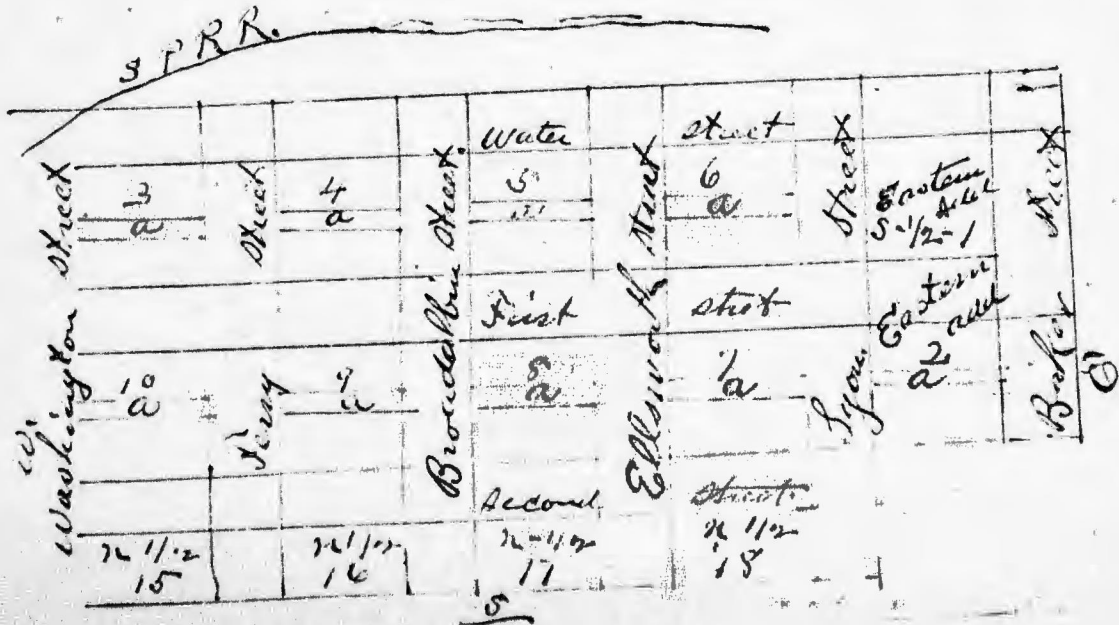 S P R R.
Water Street
3
a
4
a
5
6
a
Eastern
S-1/2-1
Washington Street
Ferry Street
Broadalbin Street.
Ellsworth Street
Lyon Street
Baker Street
First Street
10
a
9
a
8
a
7
a
Eastern
add
2
a
W.
E
Second Street
n 1/2
15
n 1/2
16
n-1/2
17
n 1/2
18
S